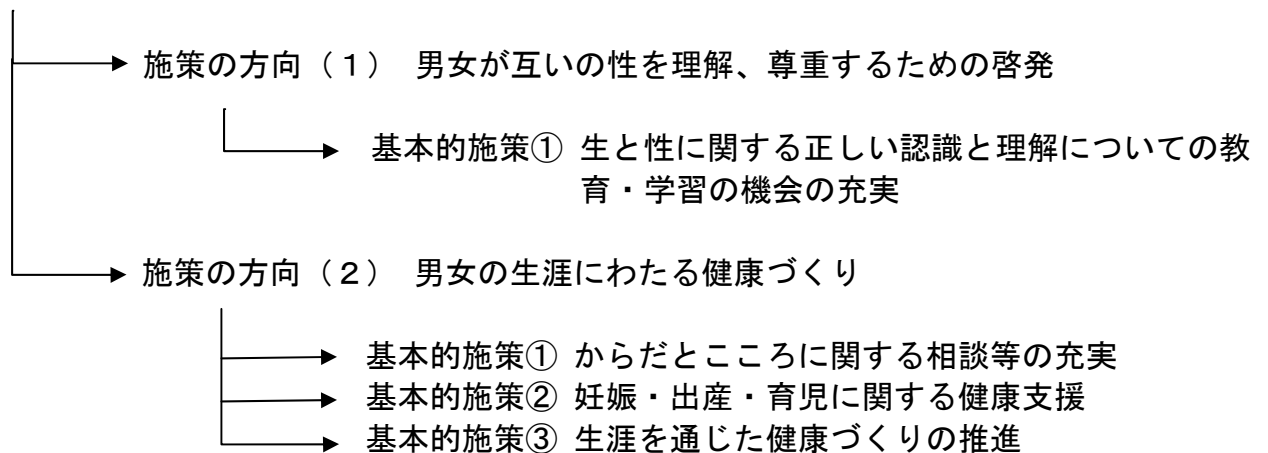 施策の方向（１） 男女が互いの性を理解、尊重するための啓発
基本的施策① 生と性に関する正しい認識と理解についての教
育・学習の機会の充実
施策の方向（２） 男女の生涯にわたる健康づくり
基本的施策① からだとこころに関する相談等の充実
基本的施策② 妊娠・出産・育児に関する健康支援
基本的施策③ 生涯を通じた健康づくりの推進